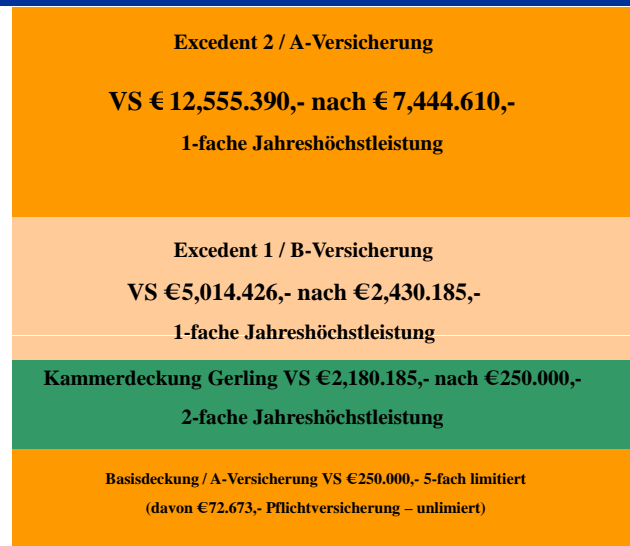 Excedent 2 / A-Versicherung
VS € 12,555.390,- nach € 7,444.610,-
1-fache Jahreshöchstleistung
Excedent 1 / B-Versicherung
VS €5,014.426,- nach €2,430.185,-
1-fache Jahreshöchstleistung
Kammerdeckung Gerling VS €2,180.185,- nach €250.000,-
2-fache Jahreshöchstleistung
Basisdeckung / A-Versicherung VS €250.000,- 5-fach limitiert
(davon €72.673,- Pflichtversicherung – unlimiert)